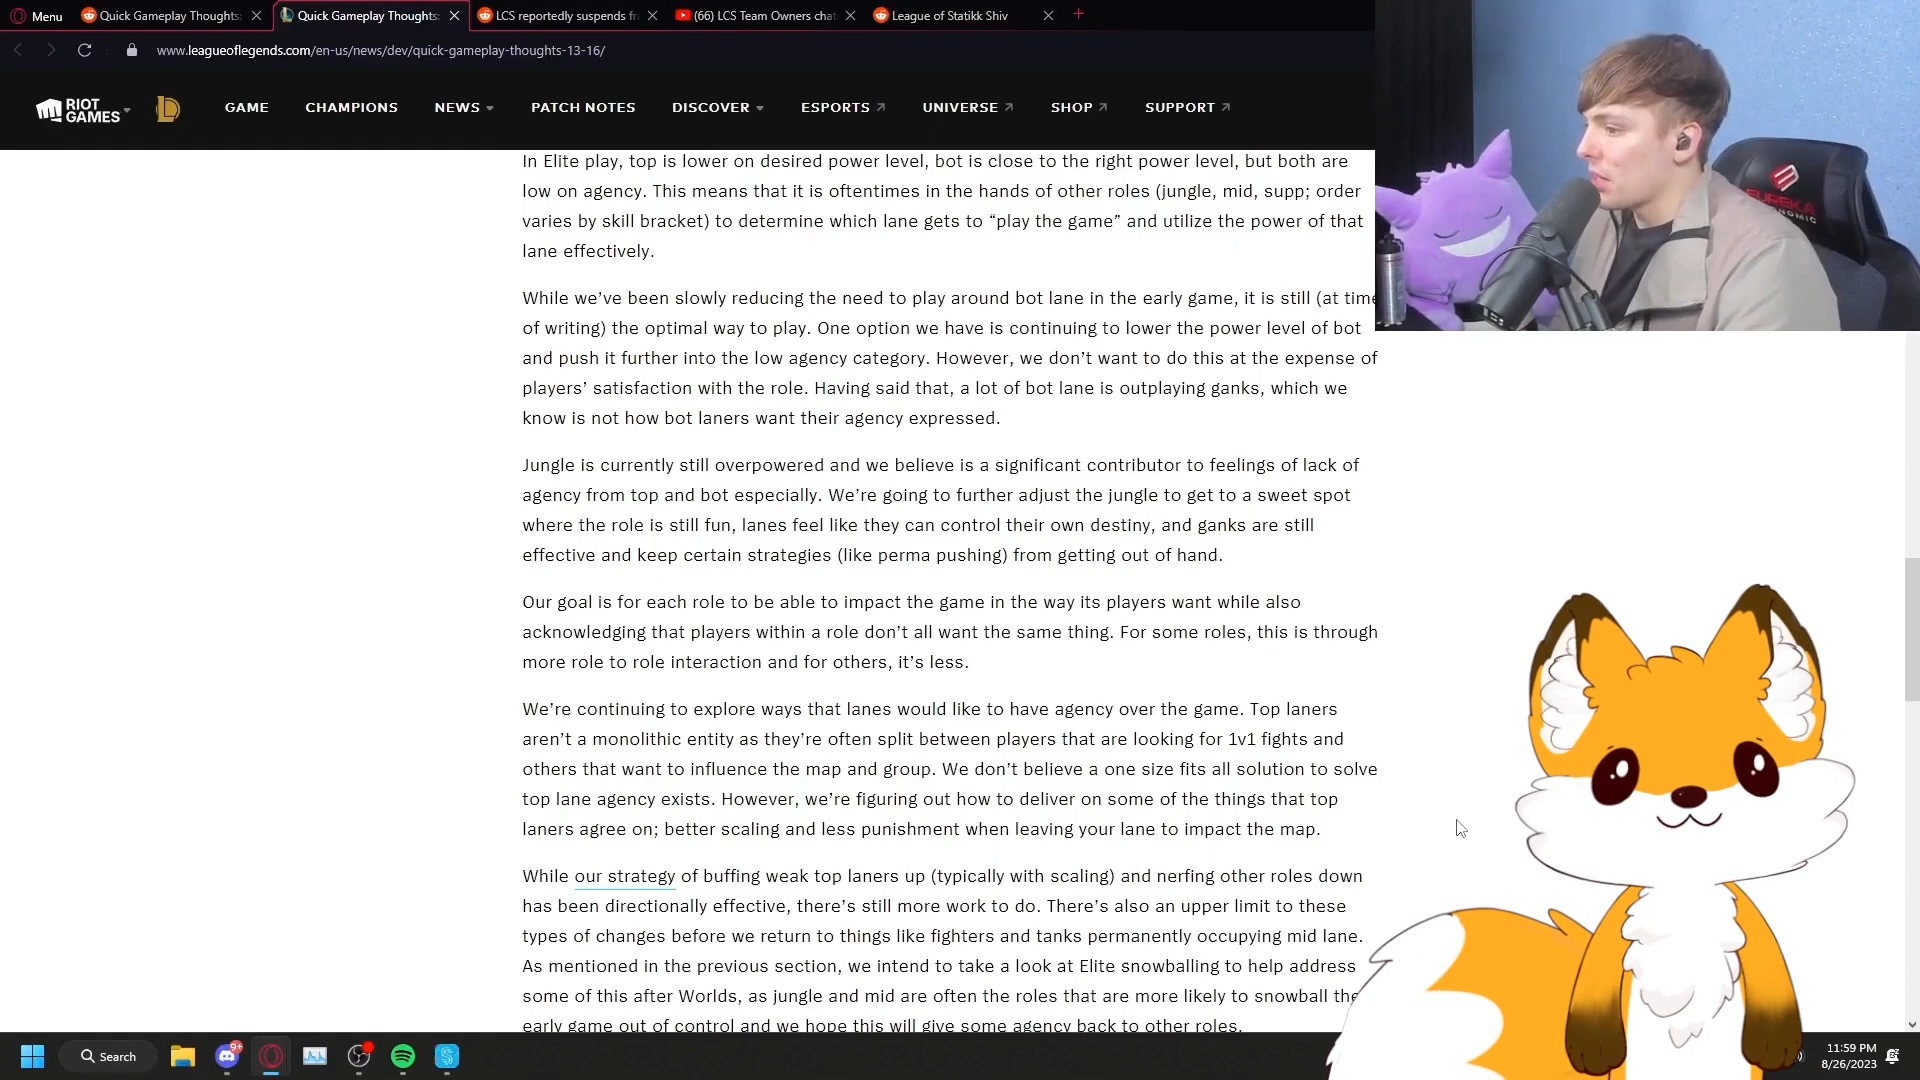 Menu
Quick Gameplay Thoughts:
Quick Gameplay Thoughts:
LCS reportedly suspends fr
(66) LCS Team Owners chat
League of Statikk Shiv
www.leagueoflegends.com/en-us/news/dev/quick-gameplay-thoughts-13-16/
RIOT GAMES
GAME
CHAMPIONS
NEWS
PATCH NOTES
DISCOVER
ESPORTS
UNIVERSE
SHOP
SUPPORT
In Elite play, top is lower on desired power level, bot is close to the right power level, but both are
low on agency. This means that it is oftentimes in the hands of other roles (jungle, mid, supp; order
varies by skill bracket) to determine which lane gets to “play the game” and utilize the power of that
lane effectively.
While we’ve been slowly reducing the need to play around bot lane in the early game, it is still (at time
of writing) the optimal way to play. One option we have is continuing to lower the power level of bot
and push it further into the low agency category. However, we don’t want to do this at the expense of
players’ satisfaction with the role. Having said that, a lot of bot lane is outplaying ganks, which we
know is not how bot laners want their agency expressed.
Jungle is currently still overpowered and we believe is a significant contributor to feelings of lack of
agency from top and bot especially. We’re going to further adjust the jungle to get to a sweet spot
where the role is still fun, lanes feel like they can control their own destiny, and ganks are still
effective and keep certain strategies (like perma pushing) from getting out of hand.
Our goal is for each role to be able to impact the game in the way its players want while also
acknowledging that players within a role don’t all want the same thing. For some roles, this is through
more role to role interaction and for others, it’s less.
We’re continuing to explore ways that lanes would like to have agency over the game. Top laners
aren’t a monolithic entity as they’re often split between players that are looking for 1v1 fights and
others that want to influence the map and group. We don’t believe a one size fits all solution to solve
top lane agency exists. However, we’re figuring out how to deliver on some of the things that top
laners agree on; better scaling and less punishment when leaving your lane to impact the map.
While our strategy of buffing weak top laners up (typically with scaling) and nerfing other roles down
has been directionally effective, there’s still more work to do. There’s also an upper limit to these
types of changes before we return to things like fighters and tanks permanently occupying mid lane.
As mentioned in the previous section, we intend to take a look at Elite snowballing to help address
some of this after Worlds, as jungle and mid are often the roles that are more likely to snowball the
early game out of control and we hope this will give some agency back to other roles.
EUREKA
Search
9+
11:59 PM
8/26/2023